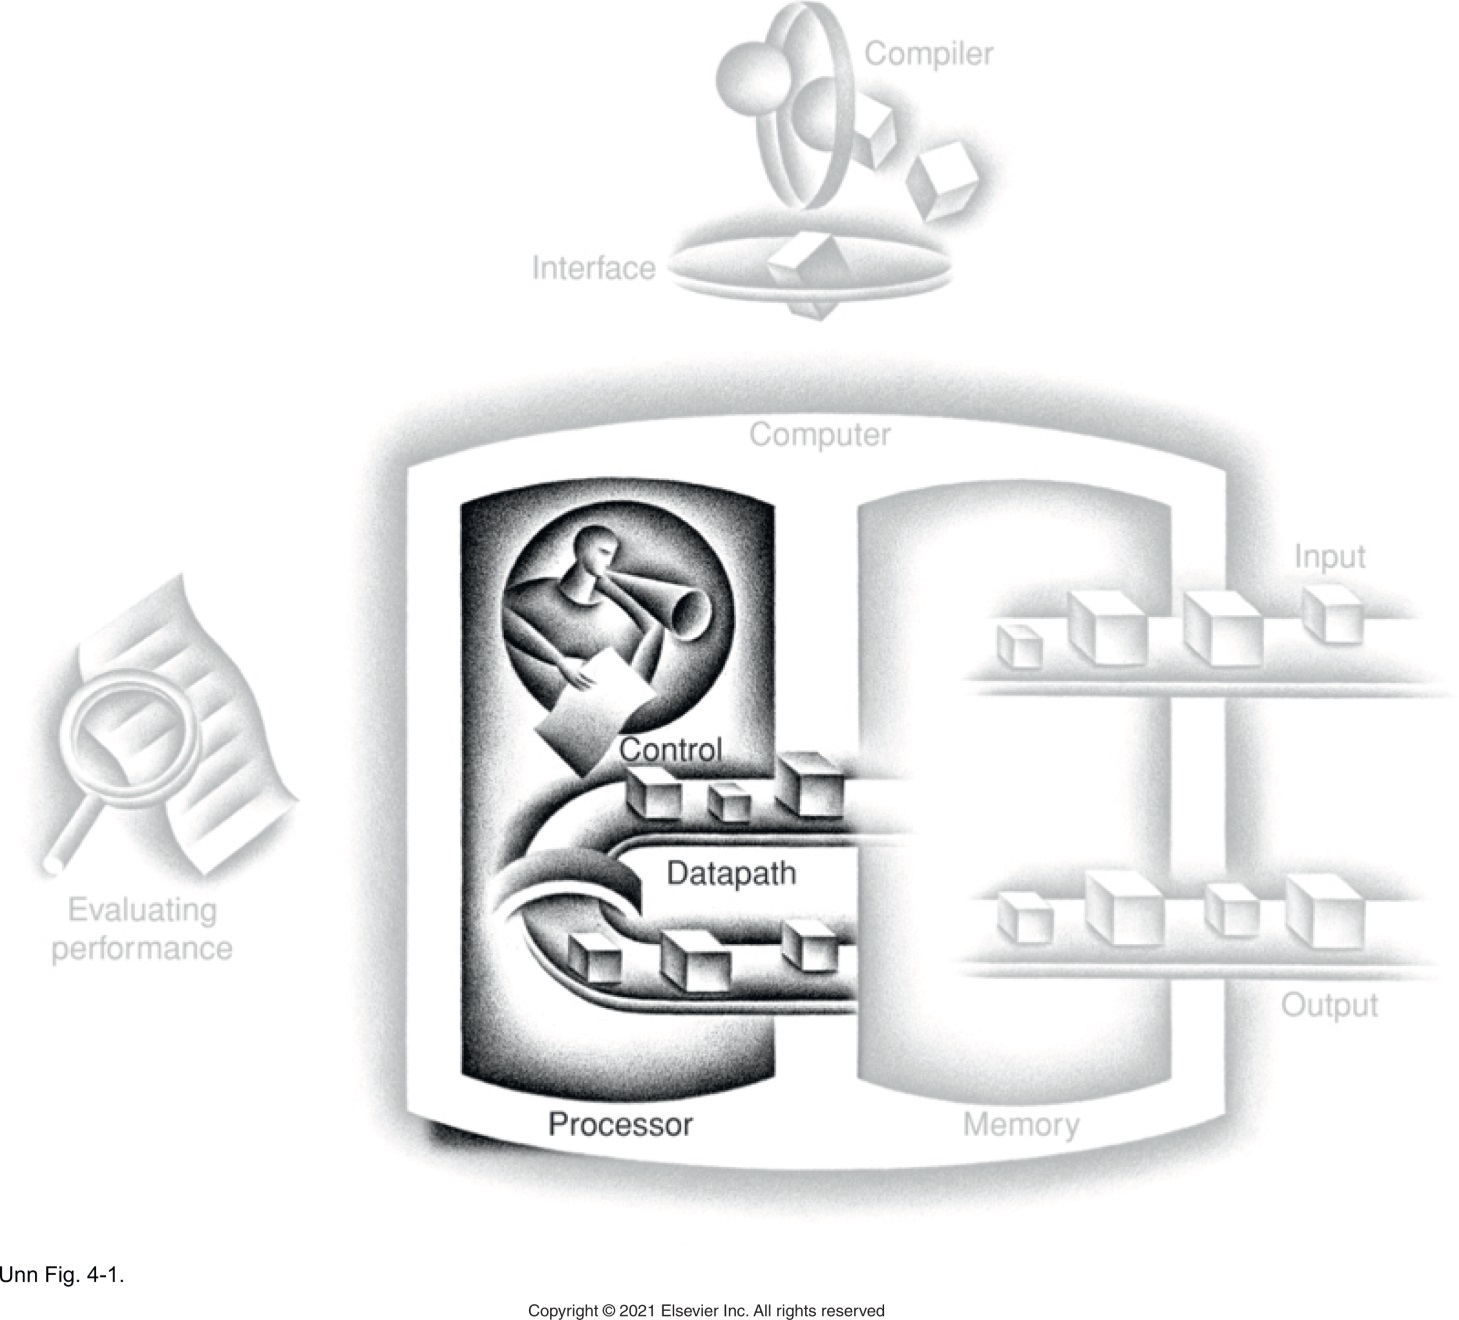 Compiler
Interface
Computer
Input
Control
Datapath
Evaluating
performance
Output
Processor
Memory
Unn Fig. 4-1.
Copyright © 2021 Elsevier Inc. All rights reserved